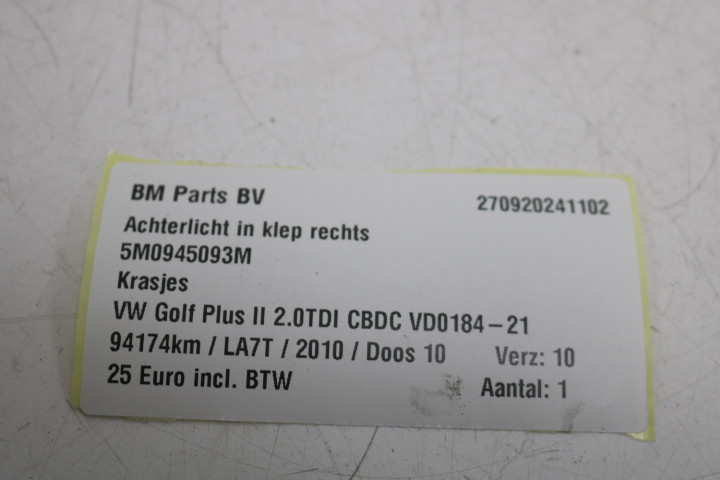 BM Parts BV 270920241102
Achterlicht in klep rechts
5M0945093M
Krasjes
VW Golf Plus II 2.0TDI CBDC VD0184-21
94174km / LA7T / 2010 / Doos 10 Verz: 10
25 Euro incl. BTW Aantal: 1